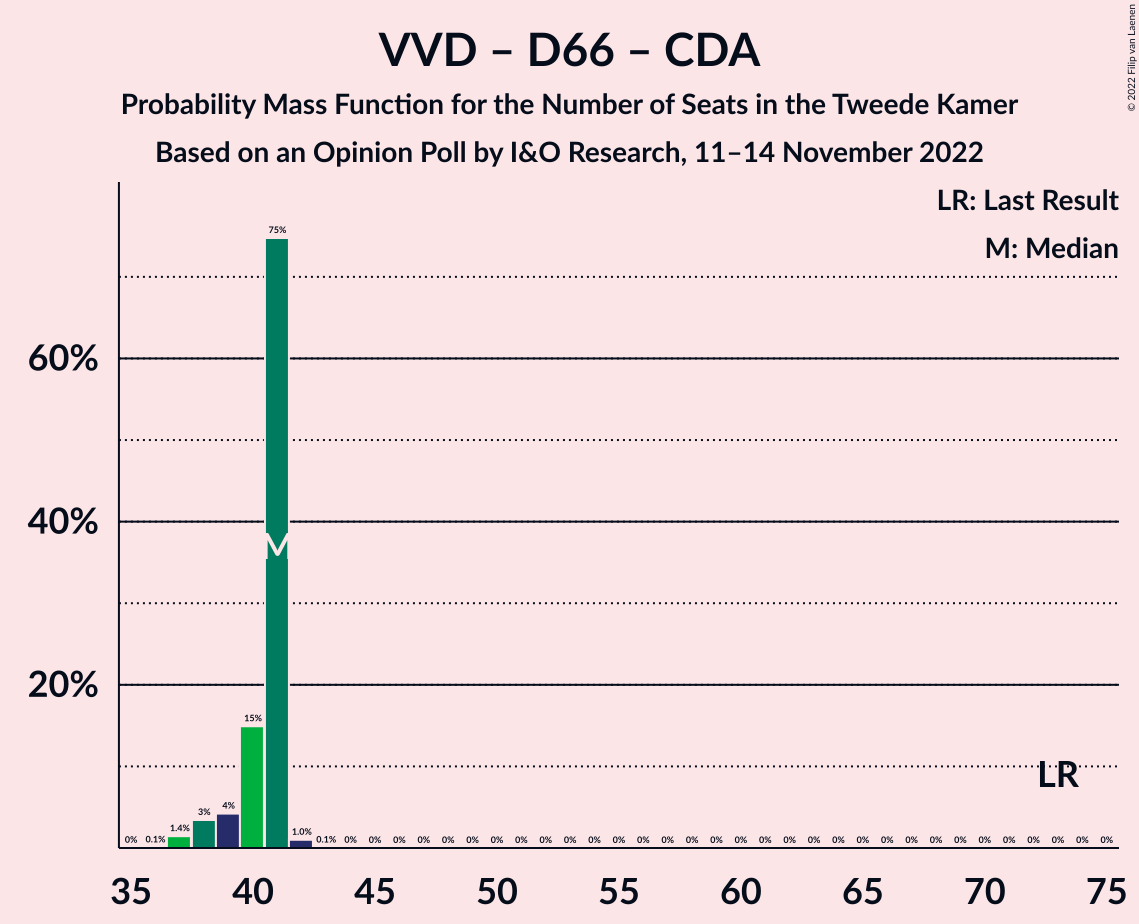 VVD – D66 – CDA
Probability Mass Function for the Number of Seats in the Tweede Kamer
Based on an Opinion Poll by I&O Research, 11–14 November 2022
© 2022 Filip van Laenen
LR: Last Result
M: Median
60%
40%
20%
0% 0.1% 1.4% 3% 4% 15% 75% 1.0% 0.1% 0% 0% 0% 0% 0% 0% 0% 0% 0% 0% 0% 0% 0% 0% 0% 0% 0% 0% 0% 0% 0% 0% 0% 0% 0% 0% 0% 0% 0% 0% 0% 0%
M
LR
35 40 45 50 55 60 65 70 75